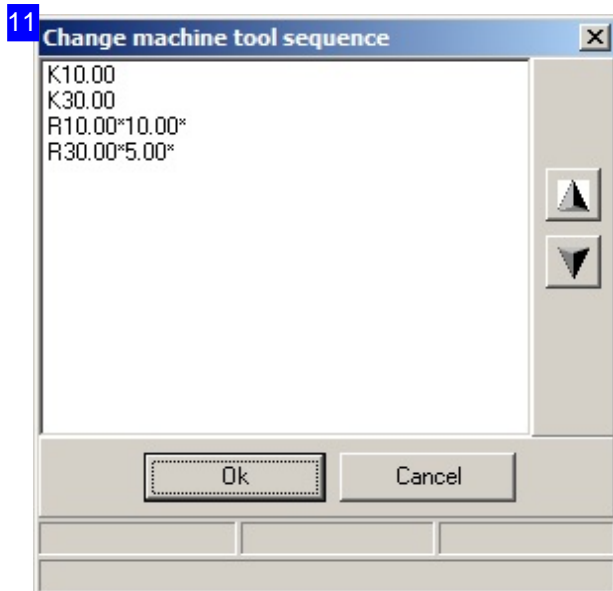 11
Change machine tool sequence
K10.00
K30.00
R10.00*10.00*
R30.00*5.00*
Ok
Cancel